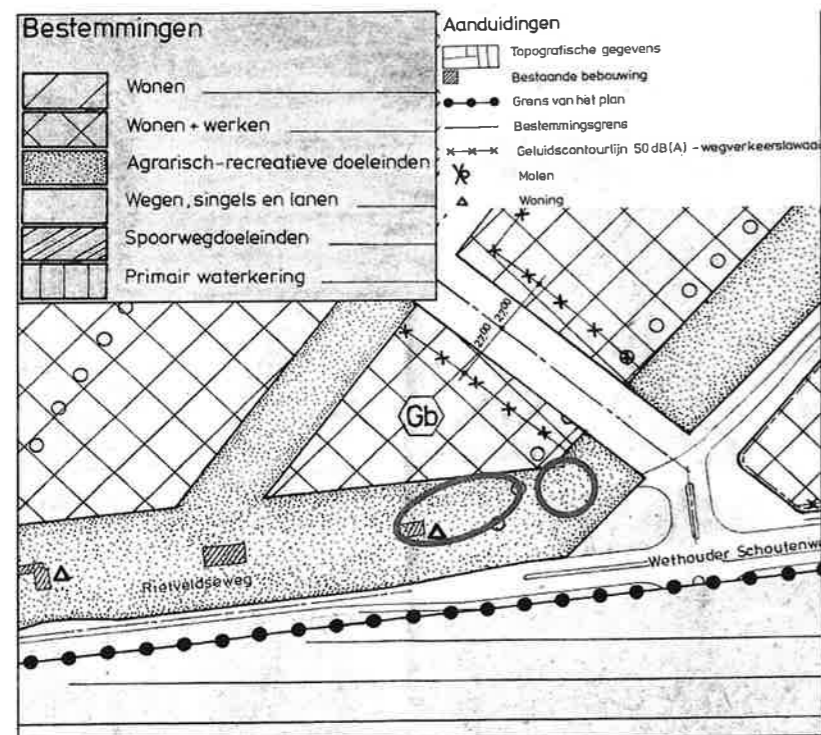 Bestemmingen
Wonen
Wonen + werken
Agrarisch-recreatieve doeleinden
Wegen, singels en lanen
Spoorwegdoeleinden
Primair waterkering
Aanduidingen
Topografische gegevens
Bestaande bebouwing
Grens van het plan
Bestemmingsgrens
Geluidscontourlijn 50 dB(A) - wegverkeerslawaai
Molen
Woning
27.00 27.00
Gb
Rietveldseweg
Wethouder Schoutenwe